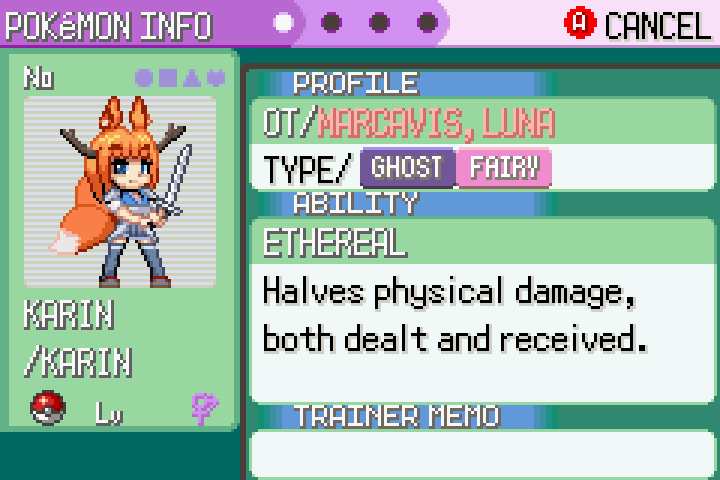 POKéMON INFO
A CANCEL
No
PROFILE
OT/MARCAVIS, LUNA
TYPE/ GHOST FAIRY
ABILITY
ETHEREAL
Halves physical damage,
both dealt and received.
KARIN
/KARIN
Lv
TRAINER MEMO